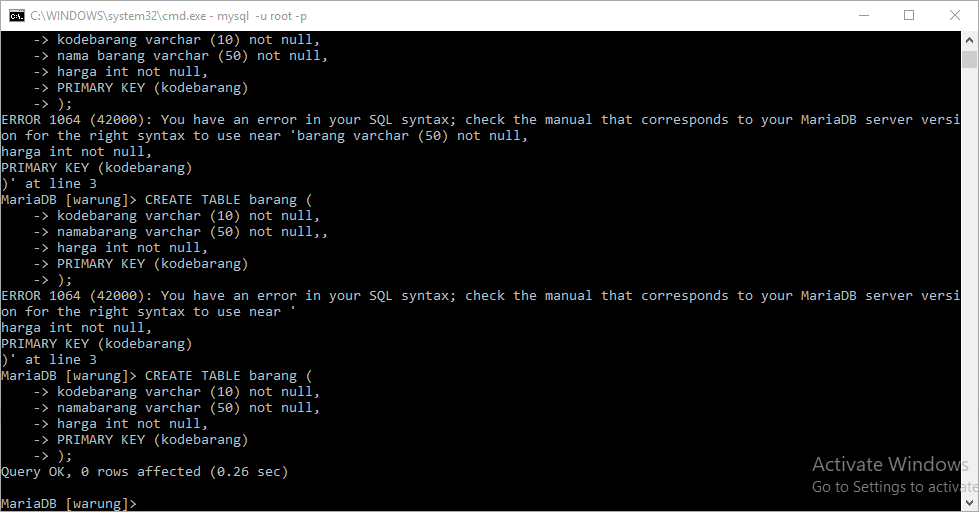 C:\WINDOWS\system32\cmd.exe - mysql -u root -p
-> kodebarang varchar (10) not null,
-> nama barang varchar (50) not null,
-> harga int not null,
-> PRIMARY KEY (kodebarang)
-> );
ERROR 1064 (42000): You have an error in your SQL syntax; check the manual that corresponds to your MariaDB server versi
on for the right syntax to use near 'barang varchar (50) not null,
harga int not null,
PRIMARY KEY (kodebarang)
)' at line 3
MariaDB [warung]> CREATE TABLE barang (
-> kodebarang varchar (10) not null,
-> namabarang varchar (50) not null,,
-> harga int not null,
-> PRIMARY KEY (kodebarang)
-> );
ERROR 1064 (42000): You have an error in your SQL syntax; check the manual that corresponds to your MariaDB server versi
on for the right syntax to use near '
harga int not null,
PRIMARY KEY (kodebarang)
)' at line 3
MariaDB [warung]> CREATE TABLE barang (
-> kodebarang varchar (10) not null,
-> namabarang varchar (50) not null,
-> harga int not null,
-> PRIMARY KEY (kodebarang)
-> );
Query OK, 0 rows affected (0.26 sec)
MariaDB [warung]>
Activate Windows
Go to Settings to activate